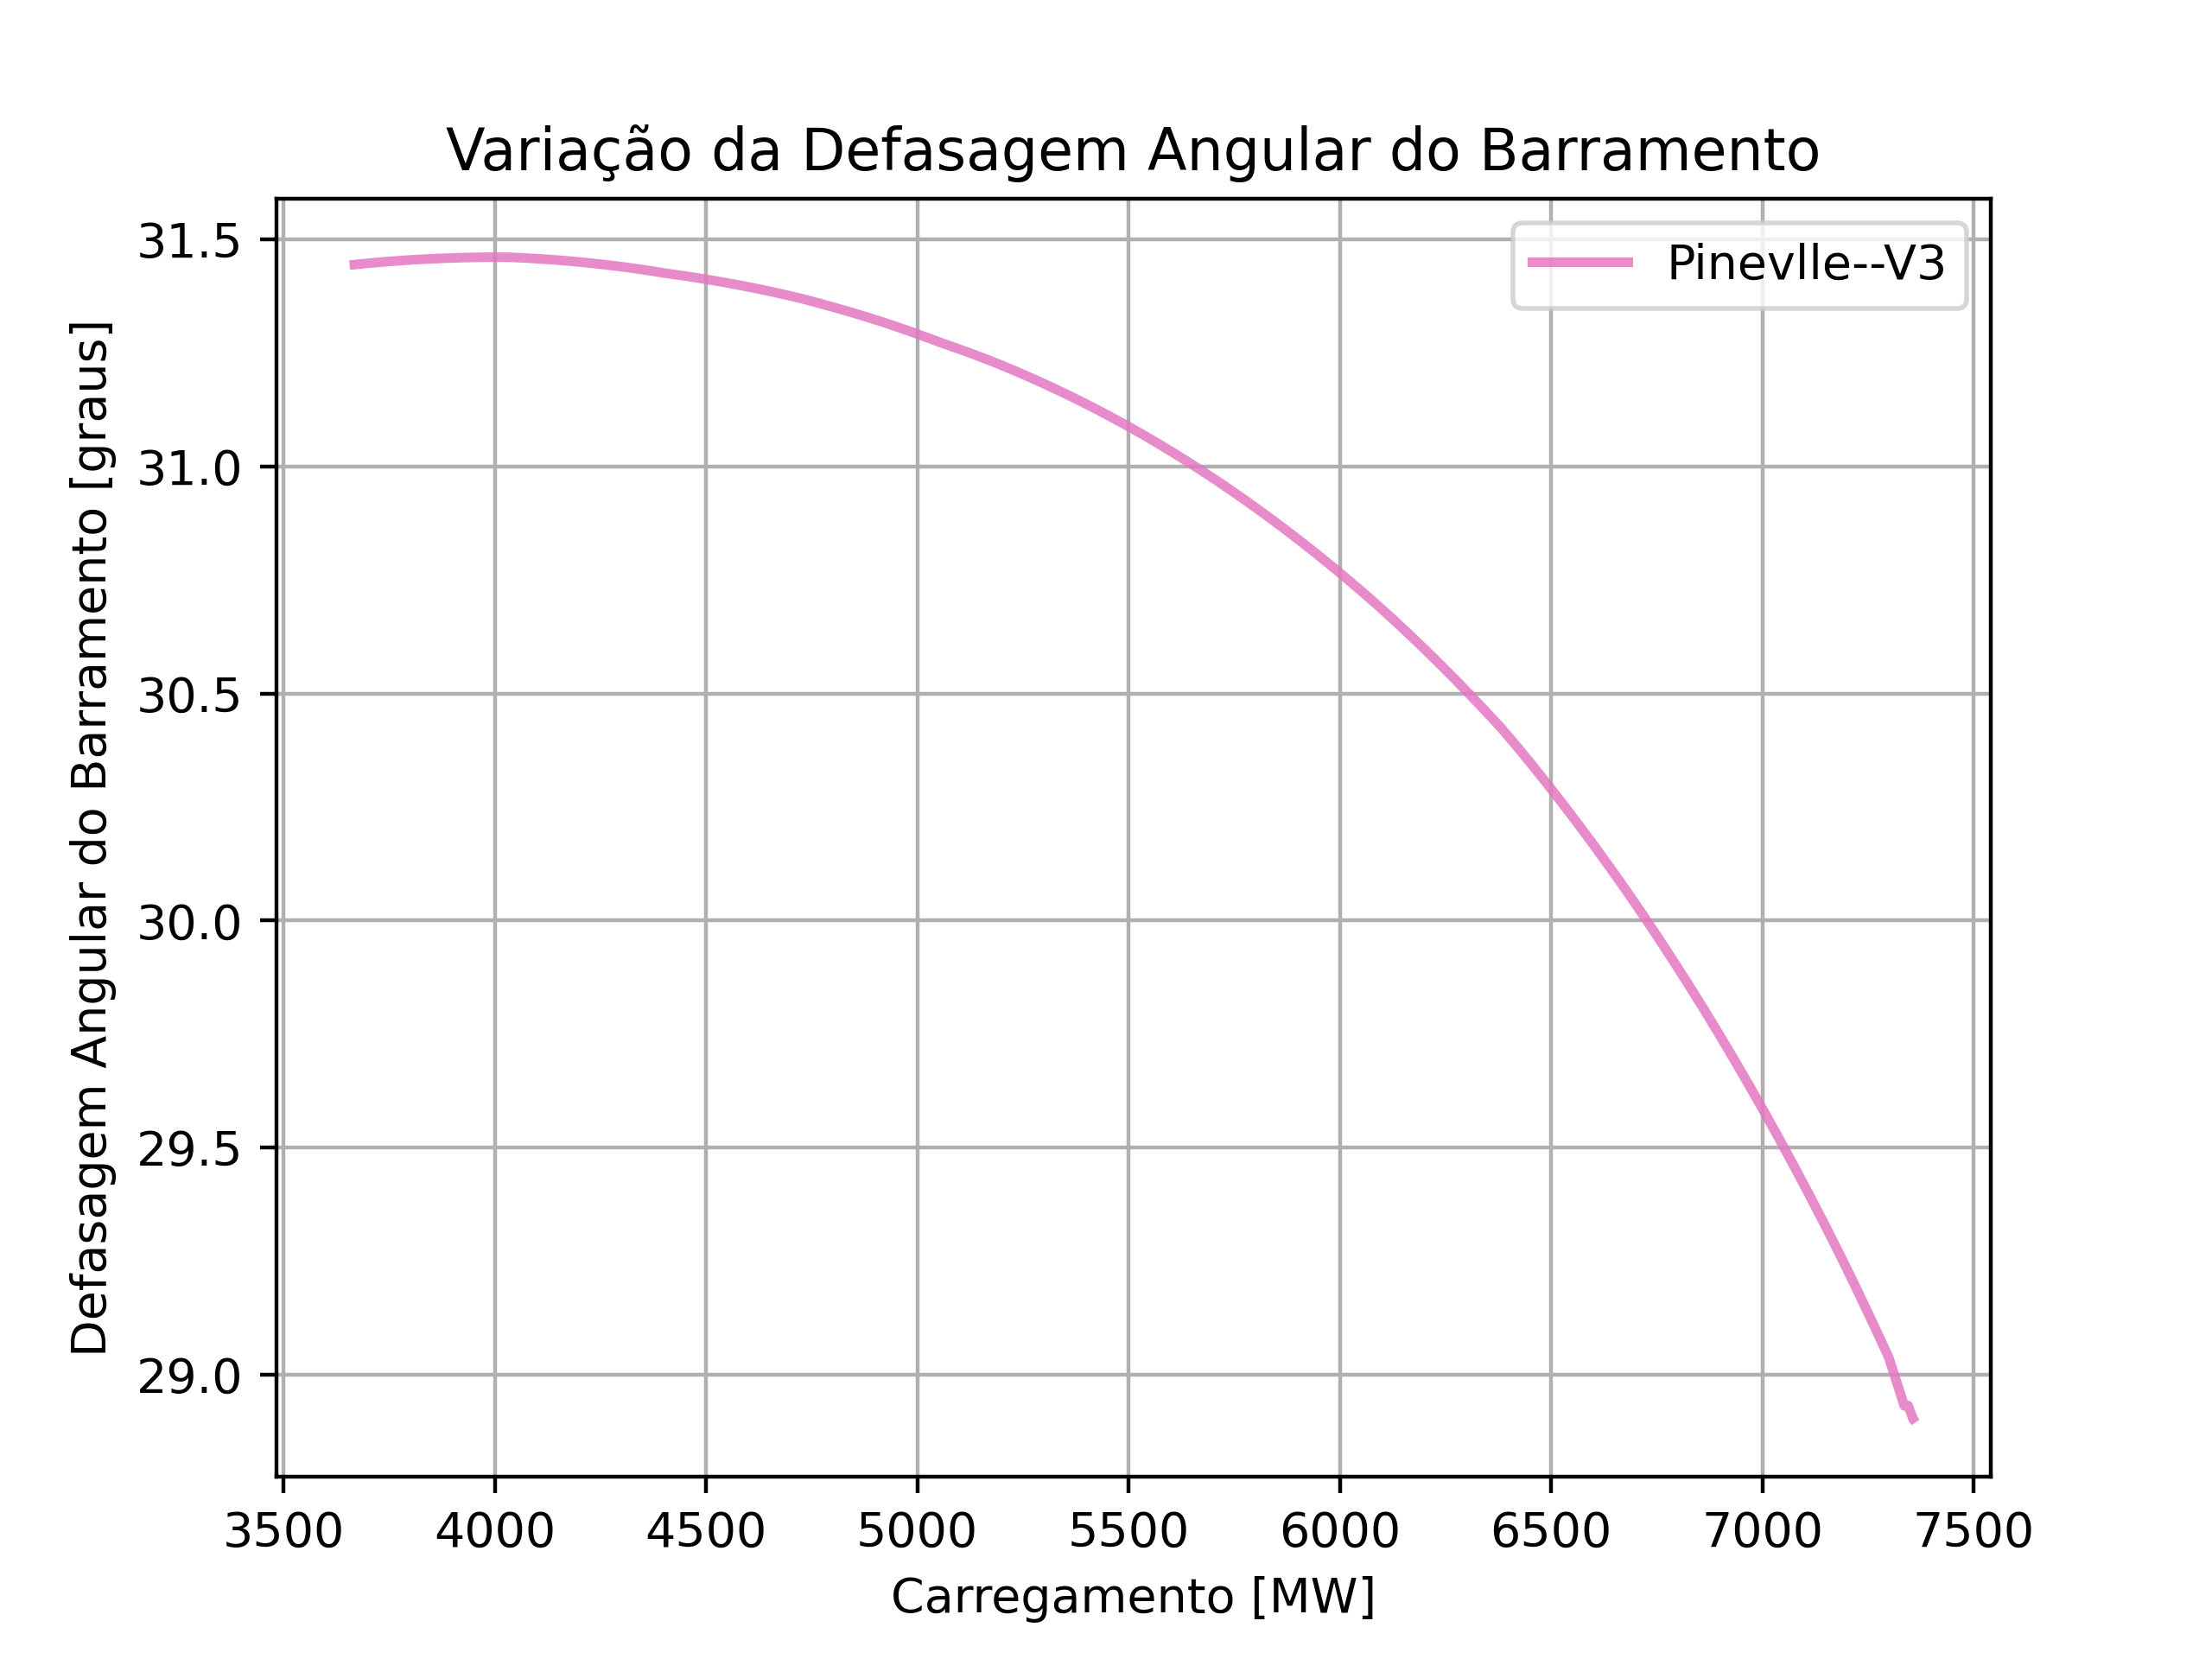 Variação da Defasagem Angular do Barramento
Pinevlle--V3
Defasagem Angular do Barramento [graus]
31.5
31.0
30.5
30.0
29.5
29.0
3500 4000 4500 5000 5500 6000 6500 7000 7500
Carregamento [MW]